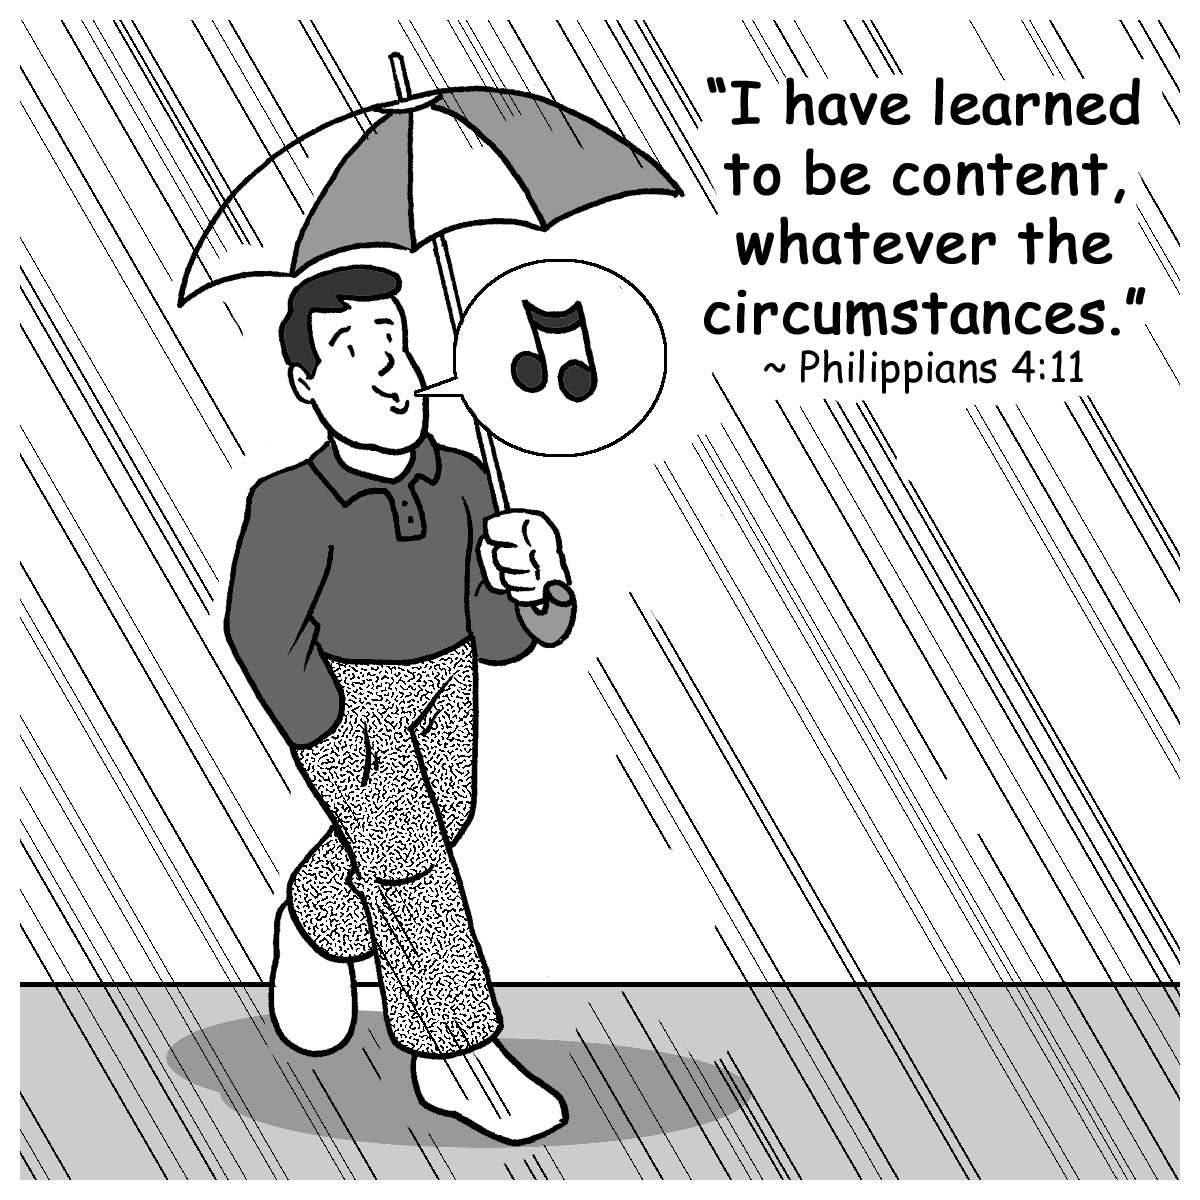 “I have learned
to be content,
whatever the
circumstances.”
~ Philippians 4:11